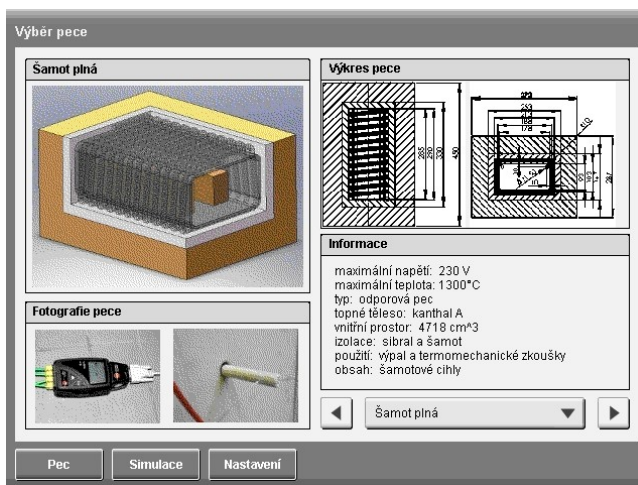 Výběr pece
Šamot plná
Výkres pece
Informace
maximální napětí: 230 V
maximální teplota: 1300°C
typ: odporová pec
topné těleso: kanthal A
vnitřní prostor: 4718 cm^3
izolace: sibral a šamot
použití: výpal a termomechanické zkoušky
obsah: šamotové cihly
Fotografie pece
Šamot plná
Pec
Simulace
Nastavení